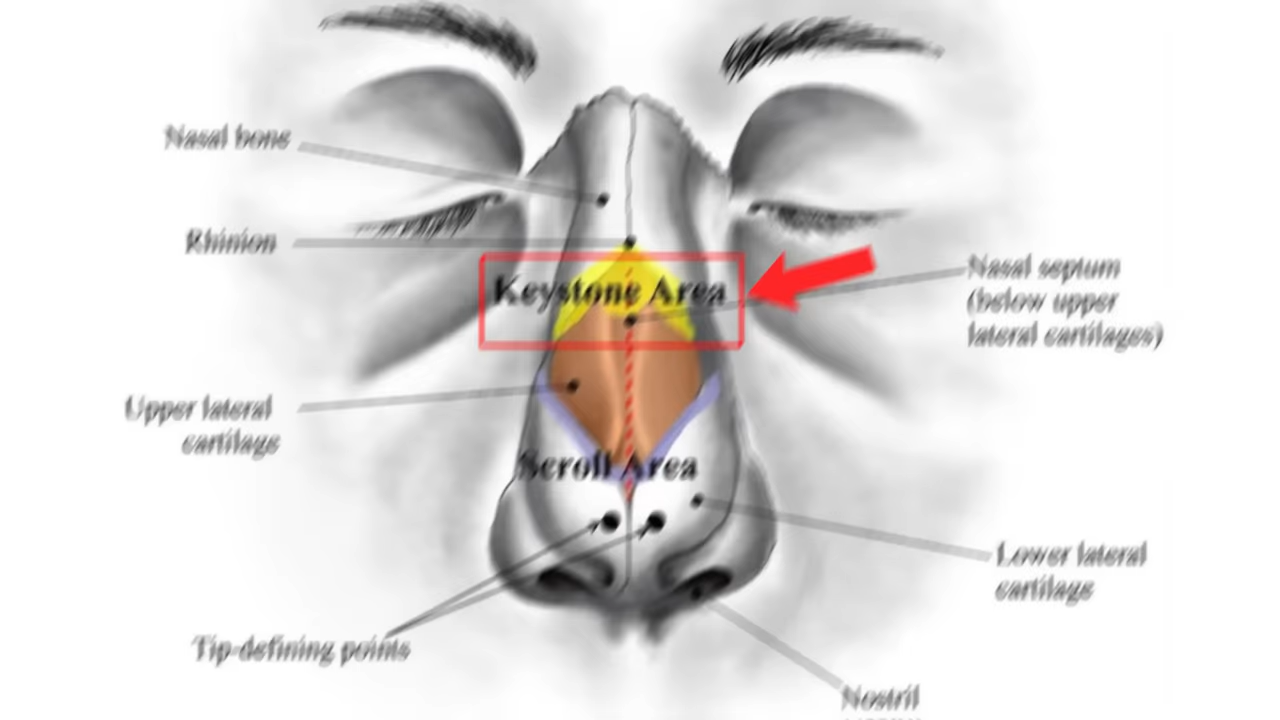 Nasal bone
Rhinion
Keystone Area
Nasal septum
(below upper
lateral cartilages)
Upper lateral
cartilage
Scroll Area
Lower lateral
cartilage
Tip-defining points
Nostril